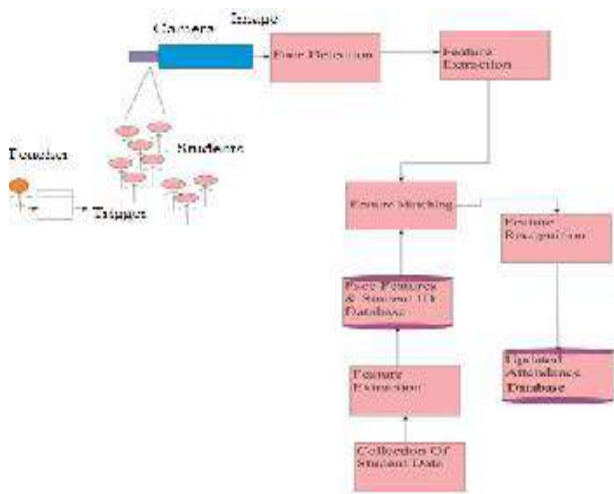 Image
Camera
Face Detection
Feature
Extraction
Students
Teacher
Trigger
Feature Matching
Feature
Recognition
Face Features
& Student ID
Database
Updated
Attendance
Database
Feature
Extraction
Collection Of
Student Data